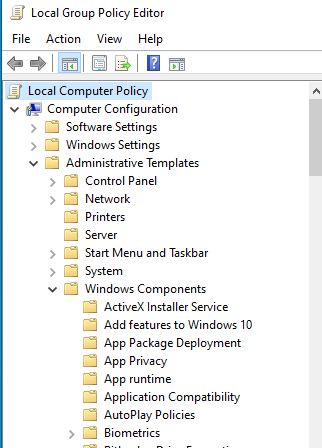 Local Group Policy Editor
File Action View Help
Local Computer Policy
Computer Configuration
Software Settings
Windows Settings
Administrative Templates
Control Panel
Network
Printers
Server
Start Menu and Taskbar
System
Windows Components
ActiveX Installer Service
Add features to Windows 10
App Package Deployment
App Privacy
App runtime
Application Compatibility
AutoPlay Policies
Biometrics